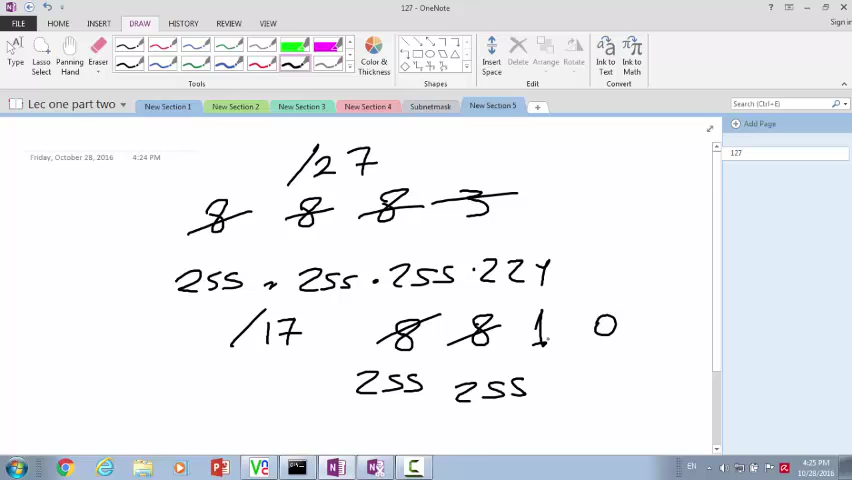 127 - OneNote
FILE HOME INSERT DRAW HISTORY REVIEW VIEW Sign in
Type Lasso Select Panning Hand Eraser Color & Thickness Insert Space Delete Arrange Rotate Ink to Text Ink to Math
Tools Shapes Edit Convert
Lec one part two New Section 1 New Section 2 New Section 3 New Section 4 Subnetmask New Section 5 Search (Ctrl+E)
Add Page
127
Friday, October 28, 2016 4:24 PM
/27
8 8 8 3
255 . 255 . 255 . 224
/17 8 8 1 0
255 255
EN 4:25 PM
10/28/2016